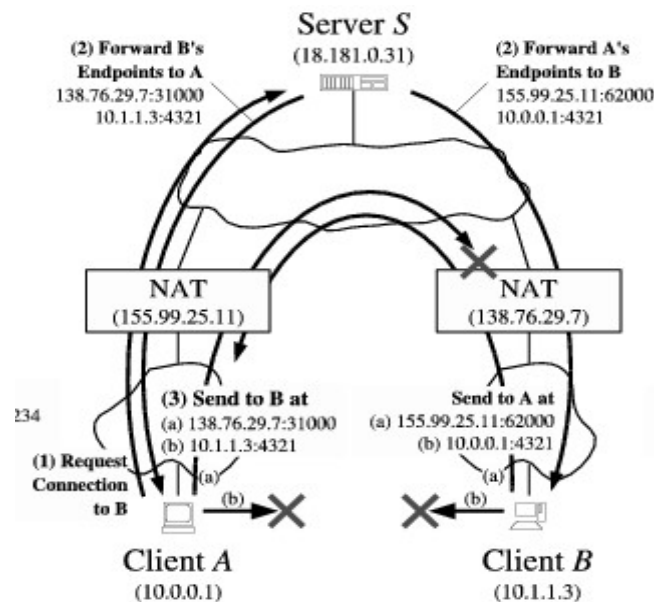 Server S
(18.181.0.31)
(2) Forward B's
Endpoints to A
138.76.29.7:31000
10.1.1.3:4321
(2) Forward A's
Endpoints to B
155.99.25.11:62000
10.0.0.1:4321
NAT
(155.99.25.11)
NAT
(138.76.29.7)
234
(3) Send to B at
(a) 138.76.29.7:31000
(b) 10.1.1.3:4321
Send to A at
(a) 155.99.25.11:62000
(b) 10.0.0.1:4321
(1) Request
Connection
to B
(a)
(b)
(a)
(b)
Client A
(10.0.0.1)
Client B
(10.1.1.3)